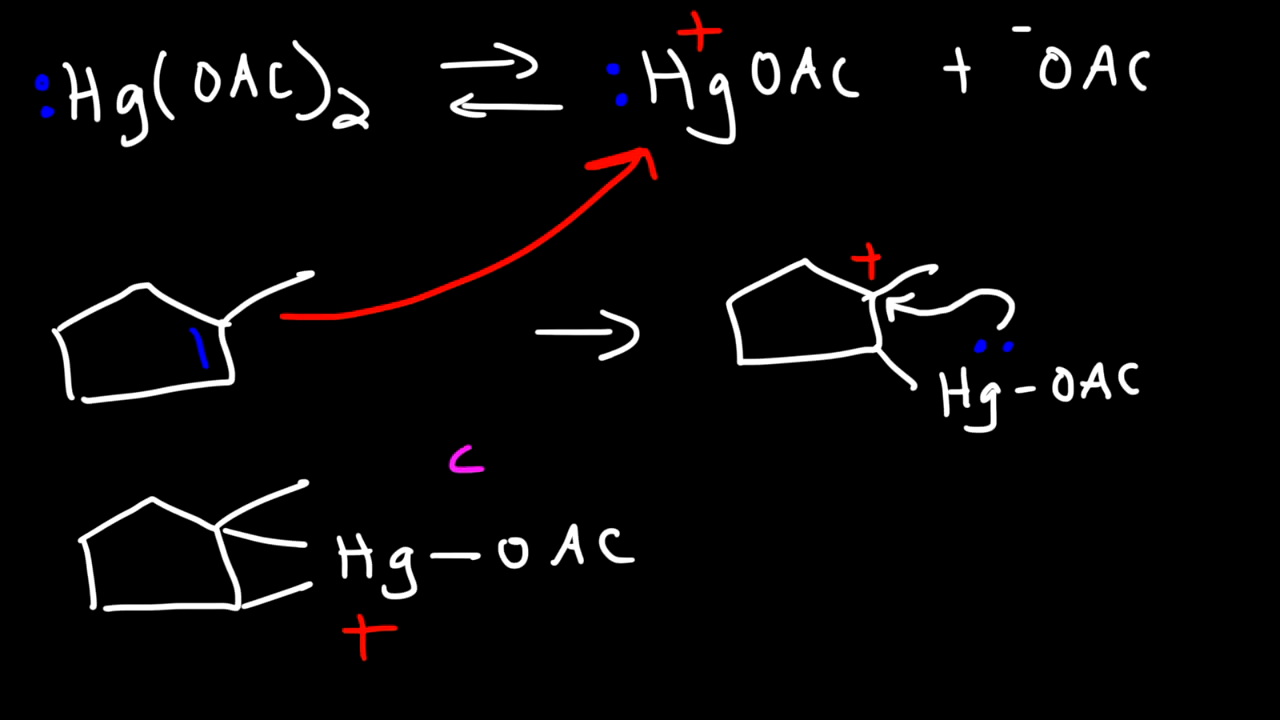 :Hg(OAC)₂ ⇌ :Hg⁺OAC + ⁻OAC
+
Hg-OAC
C
Hg-OAC
+